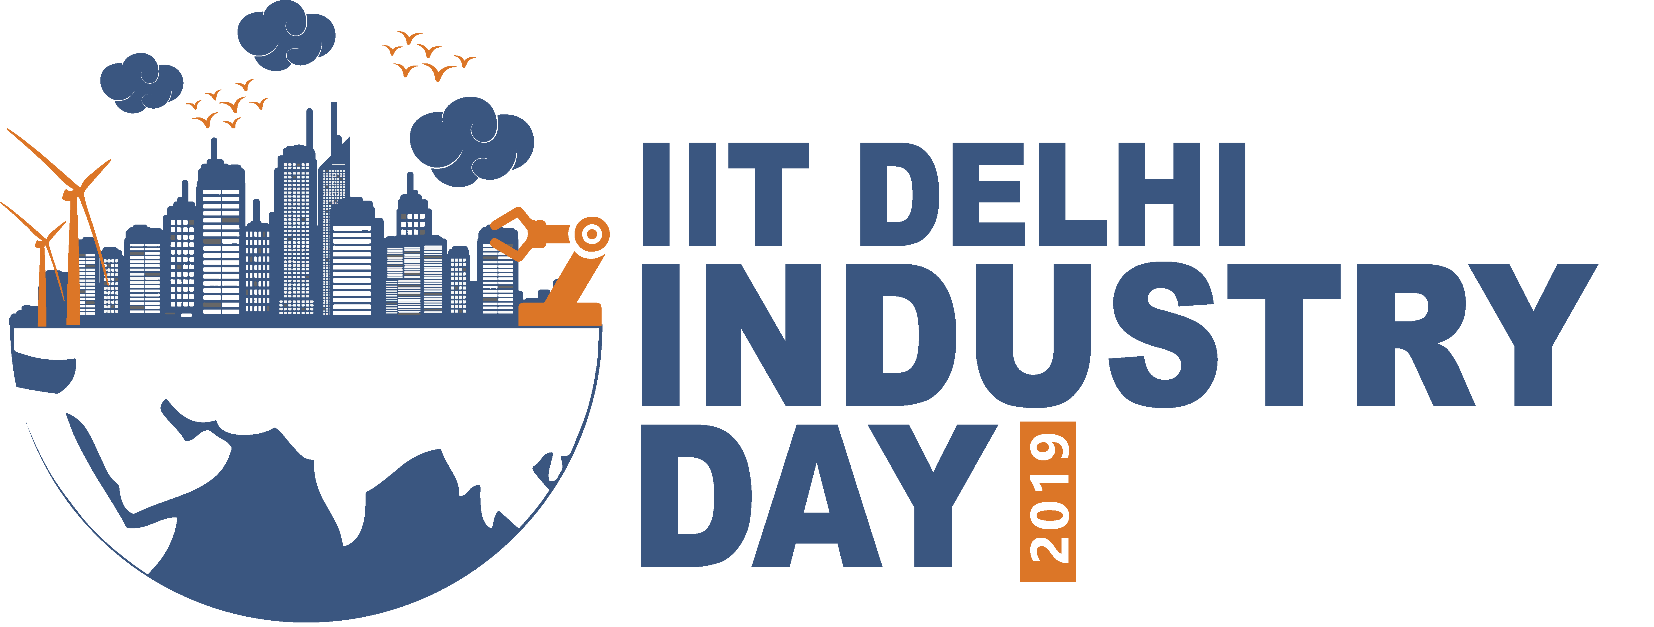 IIT DELHI
INDUSTRY
DAY 2019